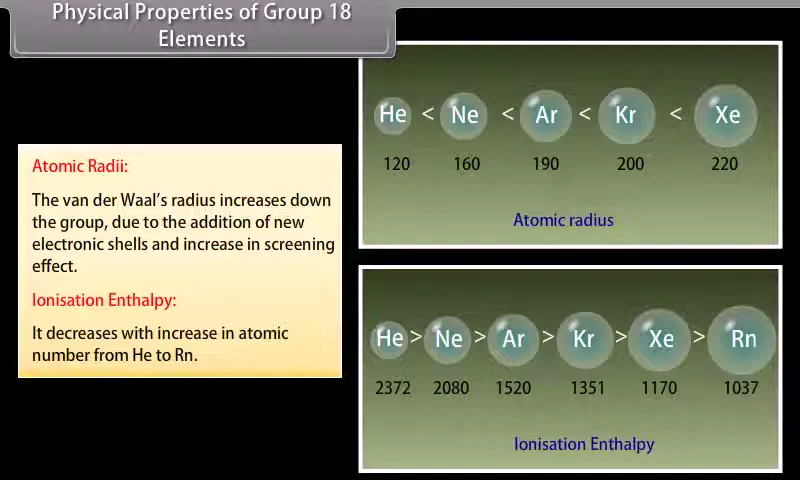 Physical Properties of Group 18
Elements
Atomic Radii:
The van der Waal's radius increases down
the group, due to the addition of new
electronic shells and increase in screening
effect.
Ionisation Enthalpy:
It decreases with increase in atomic
number from He to Rn.
He < Ne < Ar < Kr < Xe
120 160 190 200 220
Atomic radius
He > Ne > Ar > Kr > Xe > Rn
2372 2080 1520 1351 1170 1037
Ionisation Enthalpy